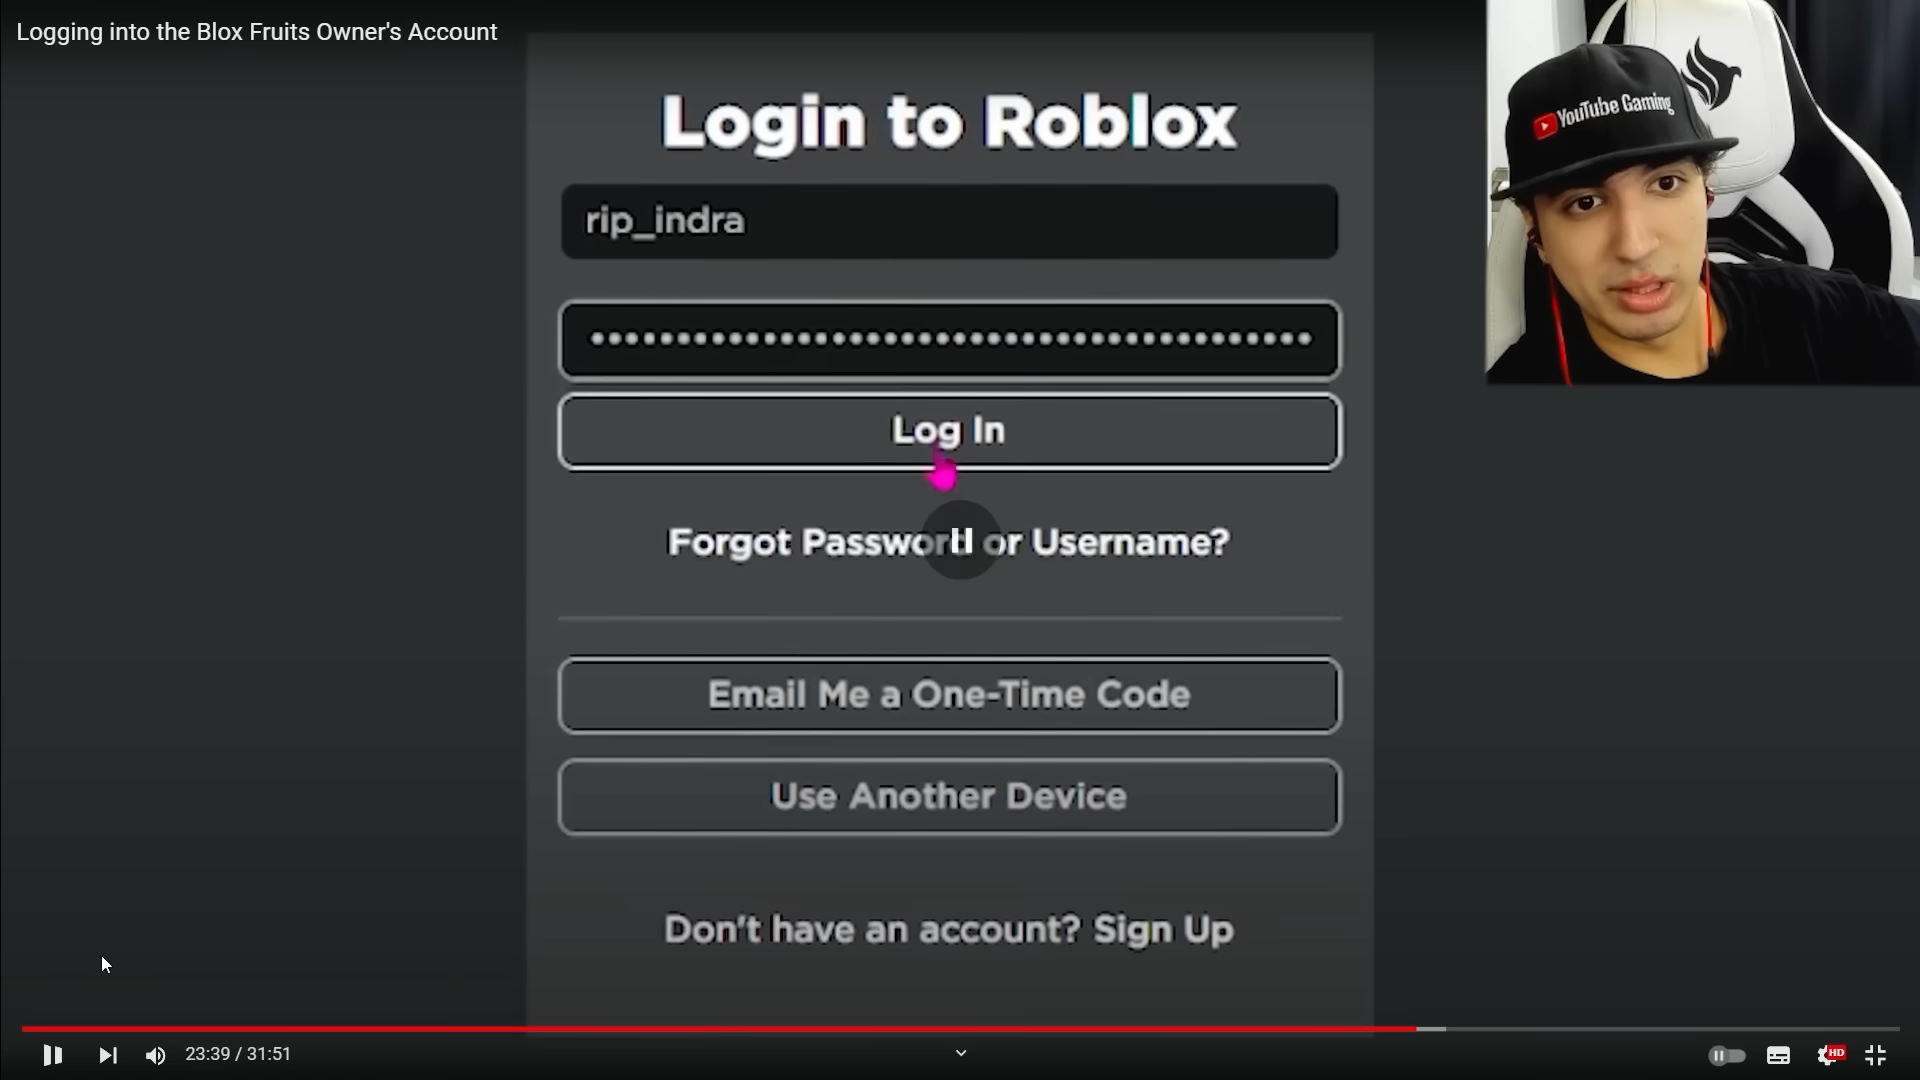 Logging into the Blox Fruits Owner's Account
YouTube Gaming
Login to Roblox
rip_indra
Log In
Forgot Password or Username?
Email Me a One-Time Code
Use Another Device
Don't have an account? Sign Up
23:39 / 31:51
HD